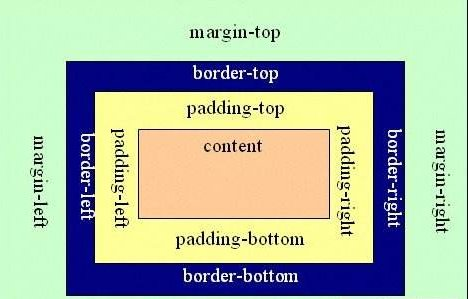 margin-top
border-top
padding-top
content
margin-left
border-left
padding-left
padding-right
border-right
margin-right
padding-bottom
border-bottom